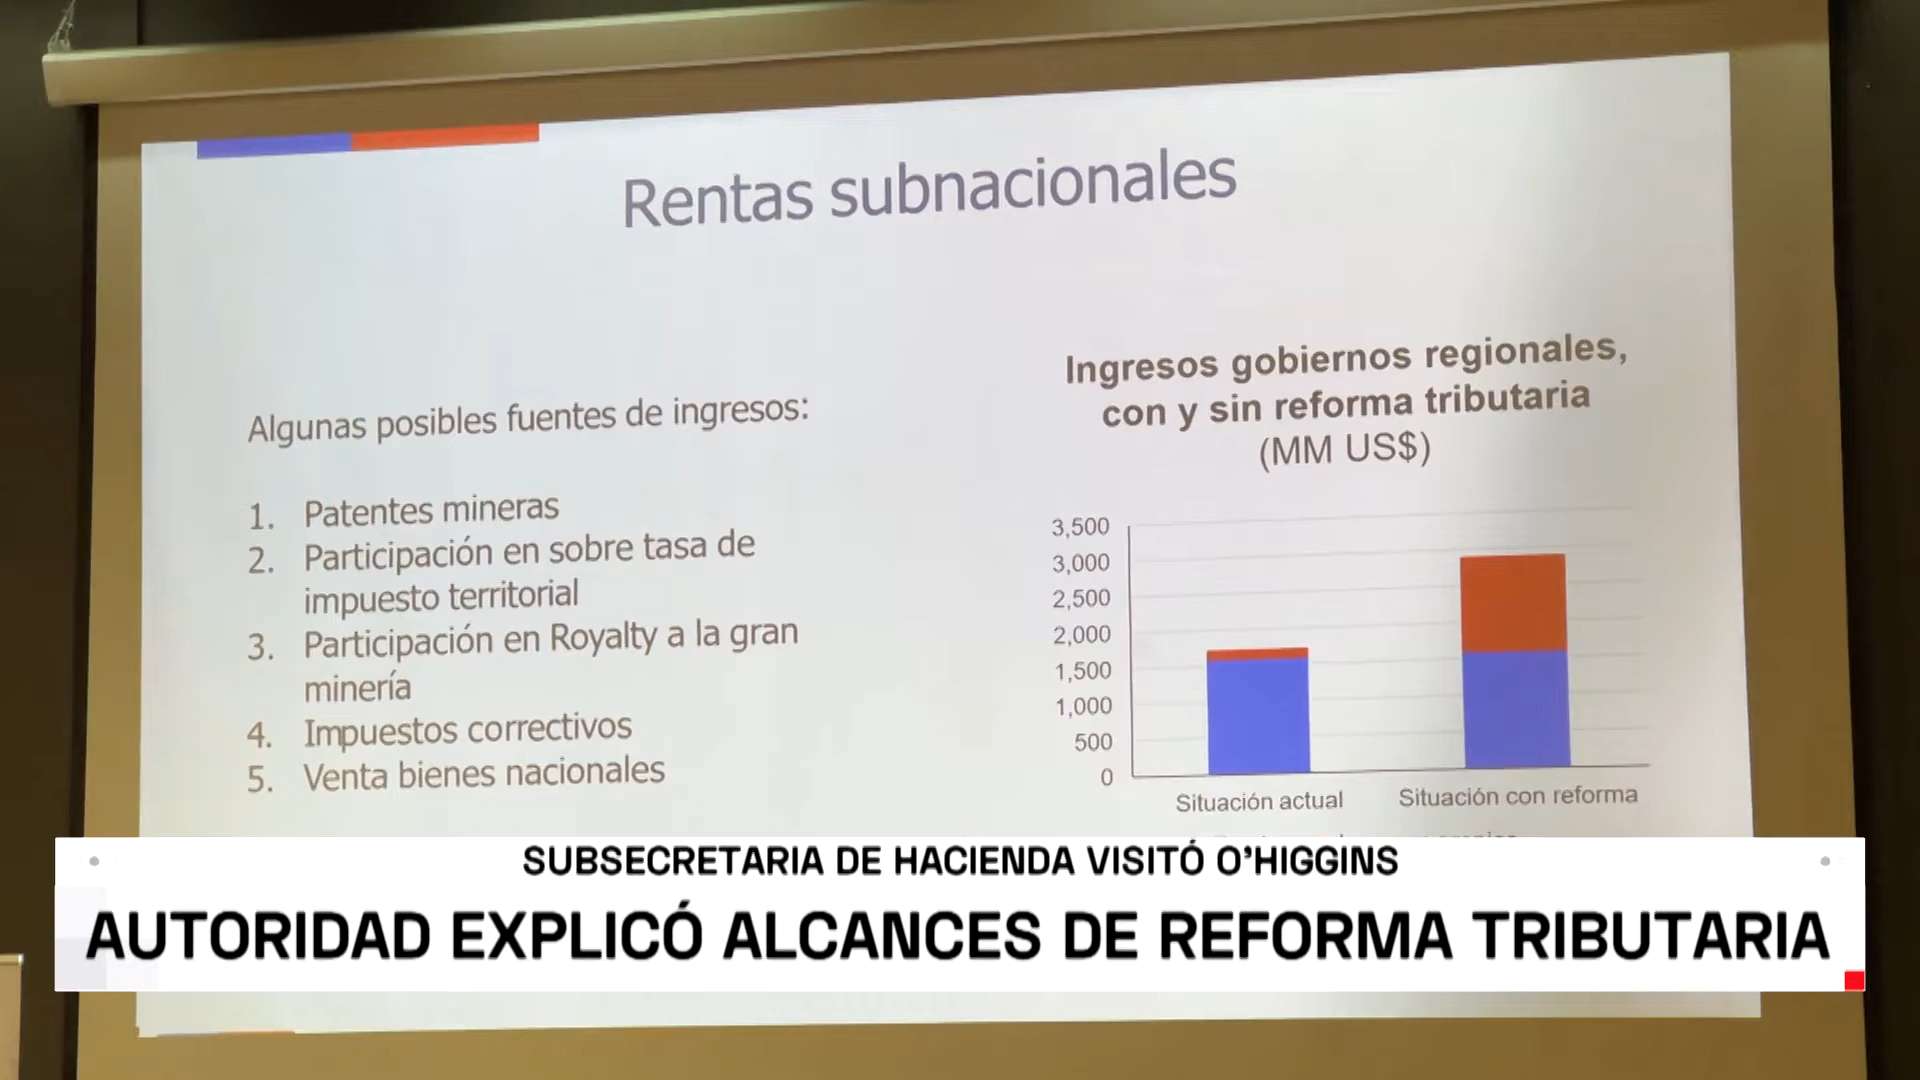 Rentas subnacionales
Algunas posibles fuentes de ingresos:
1. Patentes mineras
2. Participación en sobre tasa de
impuesto territorial
3. Participación en Royalty a la gran
minería
4. Impuestos correctivos
5. Venta bienes nacionales
Ingresos gobiernos regionales,
con y sin reforma tributaria
(MM US$)
3,500
3,000
2,500
2,000
1,500
1,000
500
0
Situación actual Situación con reforma
SUBSECRETARIA DE HACIENDA VISITÓ O'HIGGINS
AUTORIDAD EXPLICÓ ALCANCES DE REFORMA TRIBUTARIA